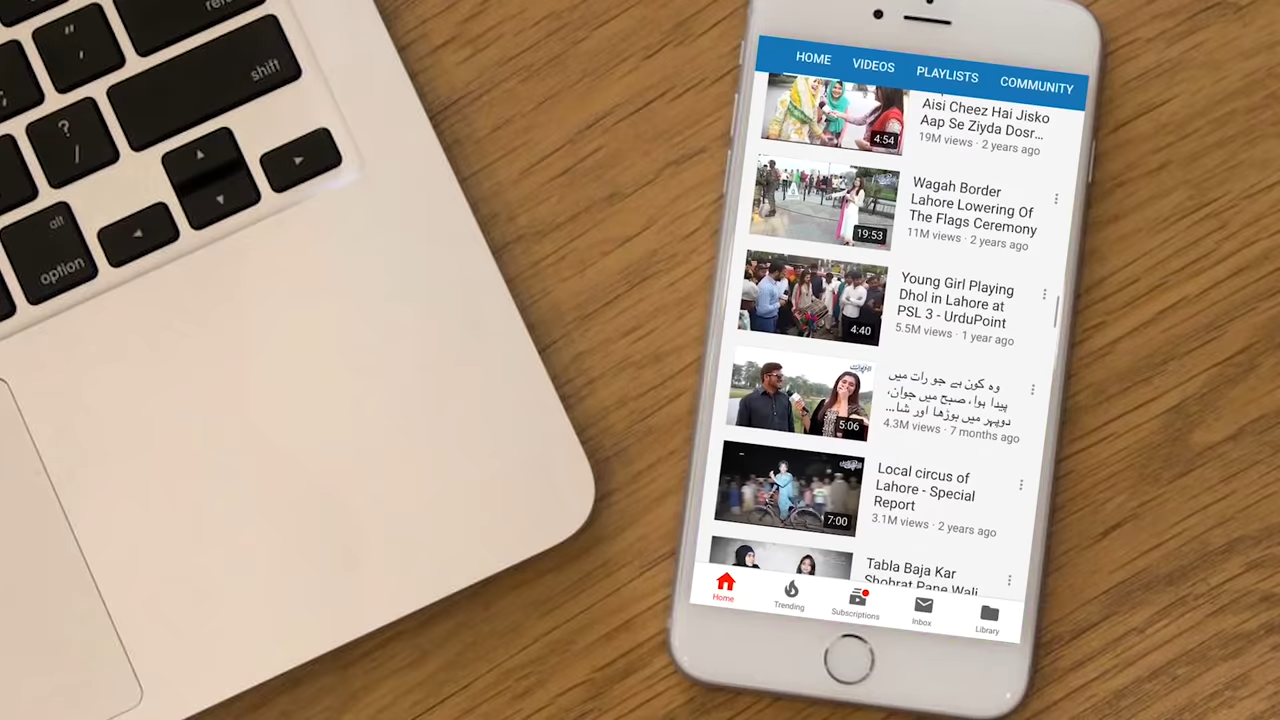 shift
?
/
alt
option
HOME VIDEOS PLAYLISTS COMMUNITY
Aisi Cheez Hai Jisko
Aap Se Ziyda Dosr...
19M views · 2 years ago
4:54
Wagah Border
Lahore Lowering Of
The Flags Ceremony
11M views · 2 years ago
19:53
Young Girl Playing
Dhol in Lahore at
PSL 3 - UrduPoint
5.5M views · 1 year ago
4:40
وہ کون ہے جو رات میں
پیدا ہوا، صبح میں جوان،
دوپہر میں بوڑھا اور شا...
4.3M views · 7 months ago
5:06
Local circus of
Lahore - Special
Report
3.1M views · 2 years ago
7:00
Tabla Baja Kar
Shohrat Pane Wali
Home Trending Subscriptions Inbox Library